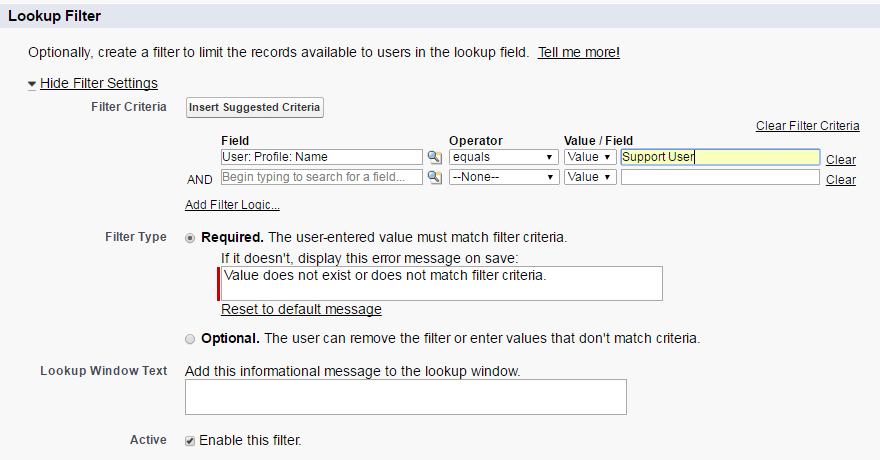 Lookup Filter
Optionally, create a filter to limit the records available to users in the lookup field. Tell me more!
Hide Filter Settings
Filter Criteria Insert Suggested Criteria
Clear Filter Criteria
Field Operator Value / Field
User: Profile: Name equals Value Support User Clear
AND Begin typing to search for a field... --None-- Value Clear
Add Filter Logic...
Filter Type Required. The user-entered value must match filter criteria.
If it doesn't, display this error message on save:
Value does not exist or does not match filter criteria.
Reset to default message
Optional. The user can remove the filter or enter values that don't match criteria.
Lookup Window Text Add this informational message to the lookup window.
Active Enable this filter.